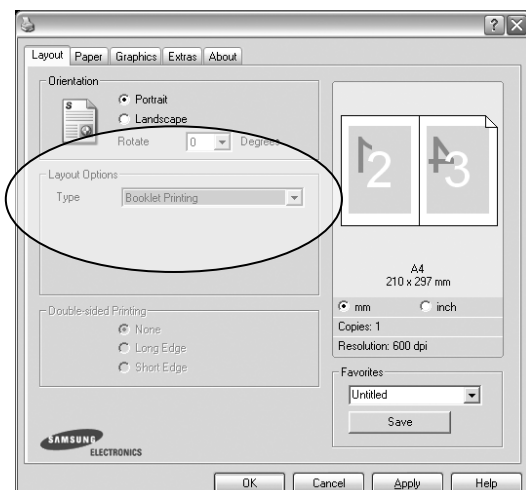 Layout Paper Graphics Extras About
Orientation
S
Portrait
Landscape
Rotate 0 Degrees
Layout Options
Type Booklet Printing
Double-sided Printing
None
Long Edge
Short Edge
SAMSUNG
ELECTRONICS
1 2 4 3
A4
210 x 297 mm
mm inch
Copies: 1
Resolution: 600 dpi
Favorites
Untitled
Save
OK Cancel Apply Help